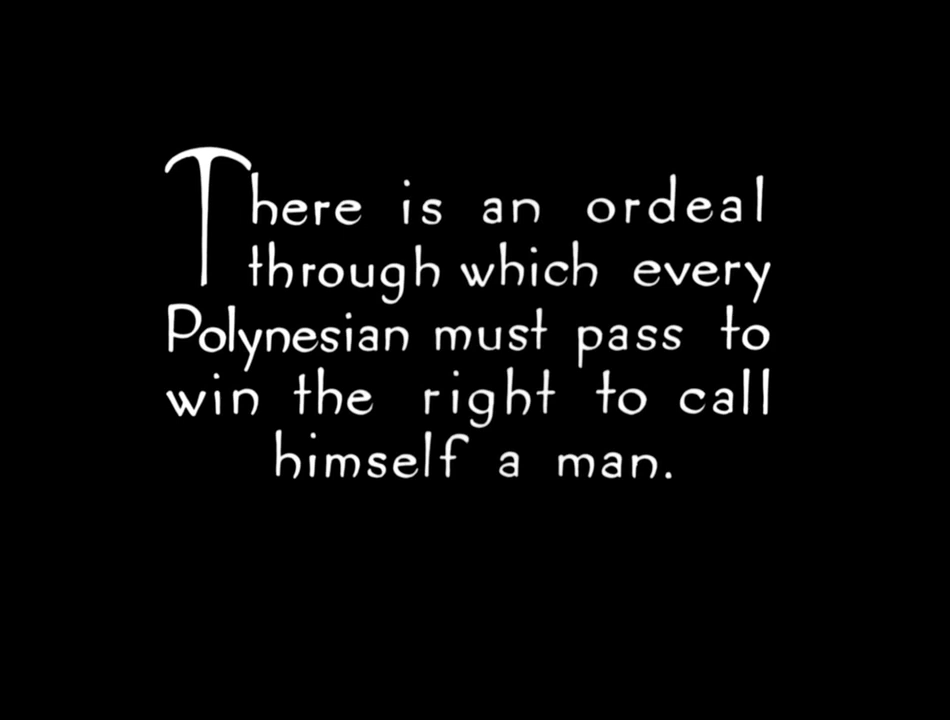 There is an ordeal
through which every
Polynesian must pass to
win the right to call
himself a man.